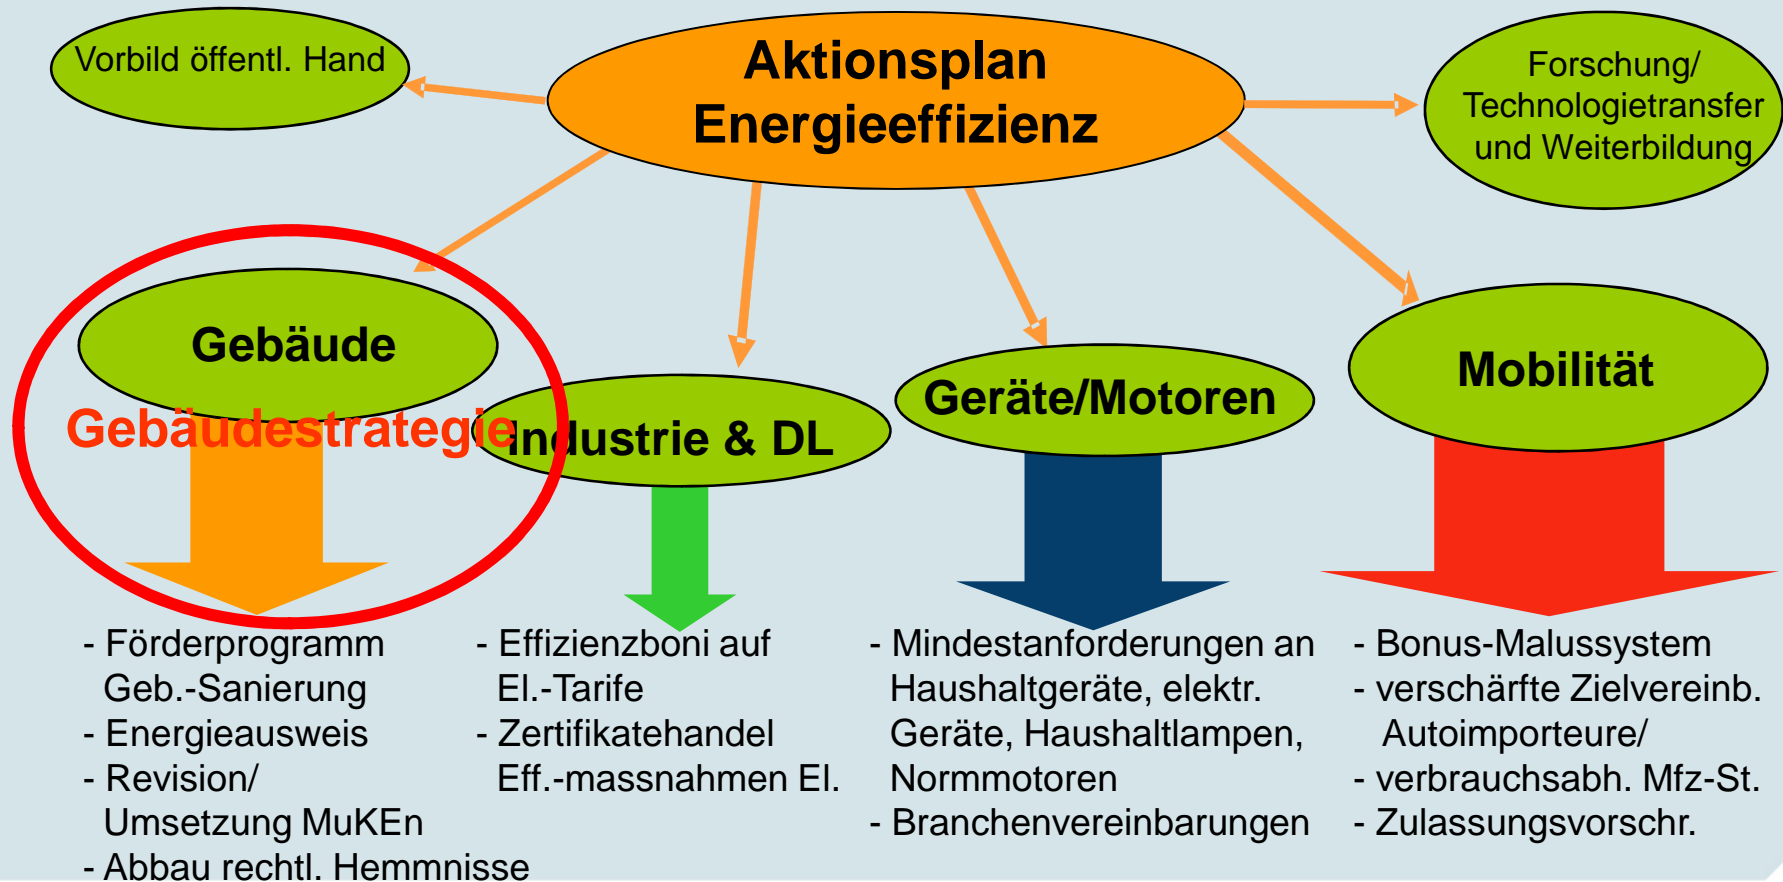 Vorbild öffentl. Hand
Aktionsplan
Energieeffizienz
Forschung/
Technologietransfer
und Weiterbildung
Gebäude
Gebäudestrategie
Industrie & DL
Geräte/Motoren
Mobilität
- Förderprogramm
Geb.-Sanierung
- Energieausweis
- Revision/
Umsetzung MuKEn
- Abbau rechtl. Hemmnisse
- Effizienzboni auf
El.-Tarife
- Zertifikatehandel
Eff.-massnahmen El.
- Mindestanforderungen an
Haushaltgeräte, elektr.
Geräte, Haushaltlampen,
Normmotoren
- Branchenvereinbarungen
- Bonus-Malussystem
- verschärfte Zielvereinb.
Autoimporteure/
- verbrauchsabh. Mfz-St.
- Zulassungsvorschr.